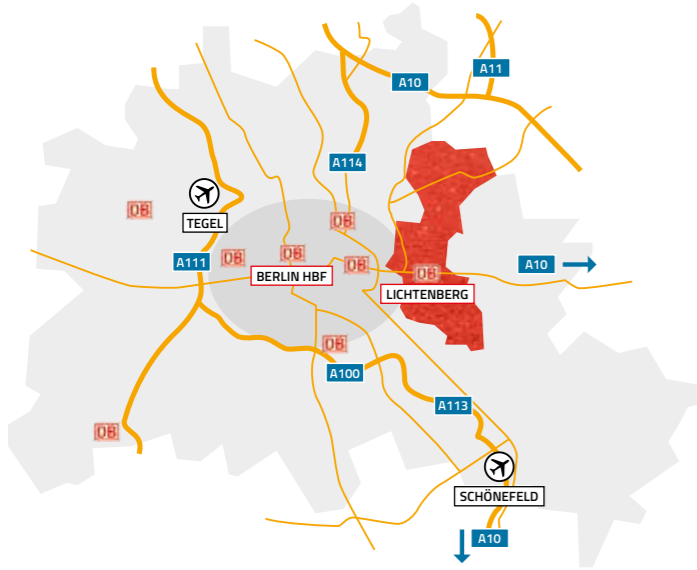 A11
A10
A114
DB
TEGEL
DB
A111
DB
DB
BERLIN HBF
DB
DB
LICHTENBERG
A10
DB
A100
A113
DB
SCHÖNEFELD
A10